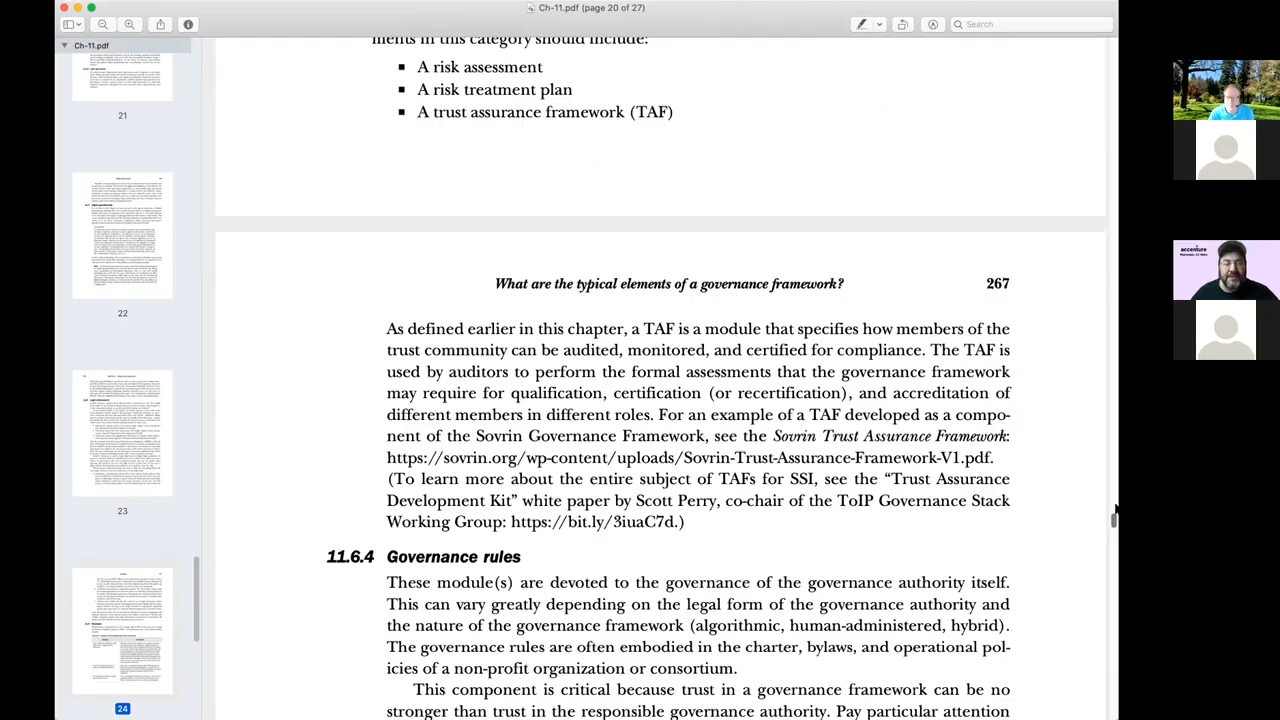 Ch-11.pdf (page 20 of 27)
Search
Ch-11.pdf
21
22
23
24
ments in this category should include:
▪ A risk assessment
▪ A risk treatment plan
▪ A trust assurance framework (TAF)
What are the typical elements of a governance framework? 267
As defined earlier in this chapter, a TAF is a module that specifies how members of the
trust community can be audited, monitored, and certified for compliance. The TAF is
used by auditors to perform the formal assessments that the governance framework
may require for qualification, certification (or recertification), and accreditation of
different members in different roles. For an example of a TAF developed as a compo-
nent of the Sovrin Governance Framework, see the Sovrin Trust Assurance Framework:
https://sovrin.org/wp-content/uploads/Sovrin-Trust-Assurance-Framework-V1.pdf.
(To learn more about the entire subject of TAFs for SSI, see the “Trust Assurance
Development Kit” white paper by Scott Perry, co-chair of the ToIP Governance Stack
Working Group: https://bit.ly/3iuaC7d.)
11.6.4 Governance rules
These module(s) are devoted to the governance of the governance authority itself.
This can vary greatly depending on the legal form of the governance authority and
the nature of the governance framework (algorithmic, human-administered, hybrid).
The governance rules are often embodied in the charter, bylaws, and operational pol-
icies of a nonprofit organization or consortium.
This component is critical because trust in a governance framework can be no
stronger than trust in the responsible governance authority. Pay particular attention
accenture